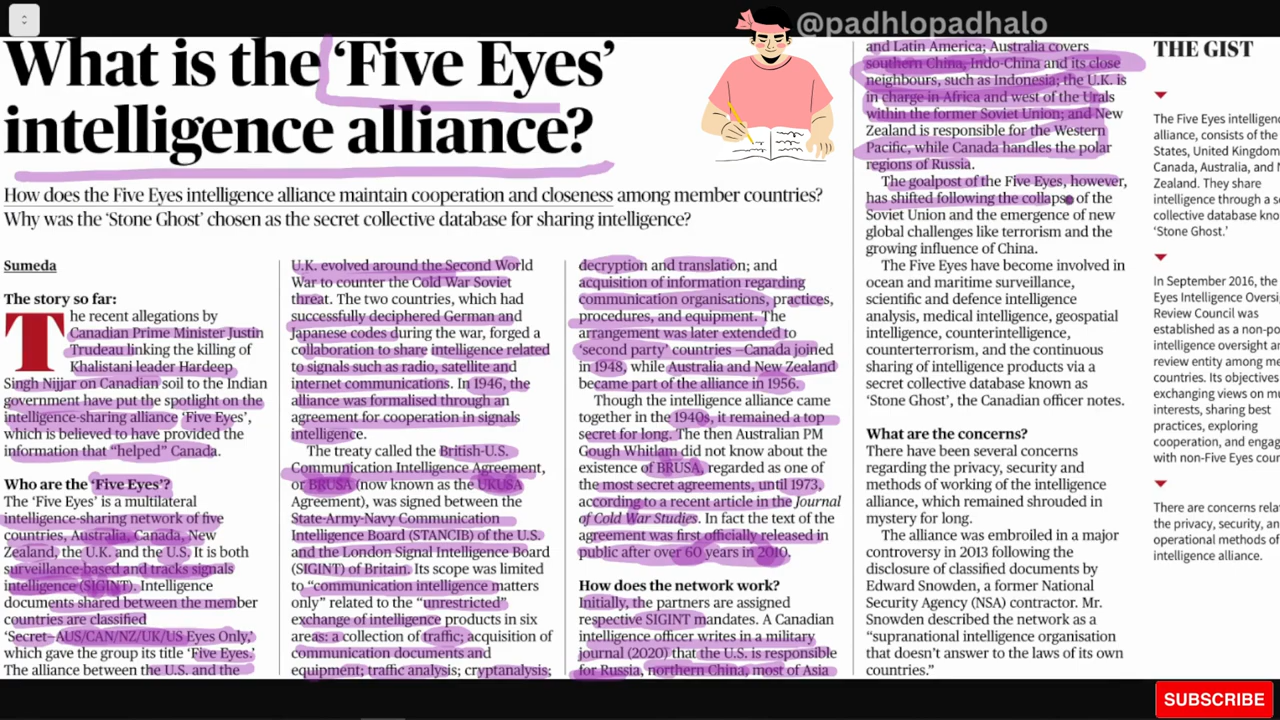 @padhlopadhalo
What is the ‘Five Eyes’
intelligence alliance?
How does the Five Eyes intelligence alliance maintain cooperation and closeness among member countries?
Why was the ‘Stone Ghost’ chosen as the secret collective database for sharing intelligence?
Sumeda
The story so far:
The recent allegations by
Canadian Prime Minister Justin
Trudeau linking the killing of
Khalistani leader Hardeep
Singh Nijjar on Canadian soil to the Indian
government have put the spotlight on the
intelligence-sharing alliance ‘Five Eyes’,
which is believed to have provided the
information that “helped” Canada.
Who are the ‘Five Eyes’?
The ‘Five Eyes’ is a multilateral
intelligence-sharing network of five
countries, Australia, Canada, New
Zealand, the U.K. and the U.S. It is both
surveillance-based and tracks signals
intelligence (SIGINT). Intelligence
documents shared between the member
countries are classified
‘Secret—AUS/CAN/NZ/UK/US Eyes Only,’
which gave the group its title ‘Five Eyes.’
The alliance between the U.S. and the
U.K. evolved around the Second World
War to counter the Cold War Soviet
threat. The two countries, which had
successfully deciphered German and
Japanese codes during the war, forged a
collaboration to share intelligence related
to signals such as radio, satellite and
internet communications. In 1946, the
alliance was formalised through an
agreement for cooperation in signals
intelligence.
The treaty called the British-U.S.
Communication Intelligence Agreement,
or BRUSA (now known as the UKUSA
Agreement), was signed between the
State-Army-Navy Communication
Intelligence Board (STANCIB) of the U.S.
and the London Signal Intelligence Board
(SIGINT) of Britain. Its scope was limited
to “communication intelligence matters
only” related to the “unrestricted”
exchange of intelligence products in six
areas: a collection of traffic; acquisition of
communication documents and
equipment; traffic analysis; cryptanalysis;
decryption and translation; and
acquisition of information regarding
communication organisations, practices,
procedures, and equipment. The
arrangement was later extended to
‘second party’ countries —Canada joined
in 1948, while Australia and New Zealand
became part of the alliance in 1956.
Though the intelligence alliance came
together in the 1940s, it remained a top
secret for long. The then Australian PM
Gough Whitlam did not know about the
existence of BRUSA, regarded as one of
the most secret agreements, until 1973,
according to a recent article in the Journal
of Cold War Studies. In fact the text of the
agreement was first officially released in
public after over 60 years in 2010.
How does the network work?
Initially, the partners are assigned
respective SIGINT mandates. A Canadian
intelligence officer writes in a military
journal (2020) that the U.S. is responsible
for Russia, northern China, most of Asia
and Latin America; Australia covers
southern China, Indo-China and its close
neighbours, such as Indonesia; the U.K. is
in charge in Africa and west of the Urals
within the former Soviet Union; and New
Zealand is responsible for the Western
Pacific, while Canada handles the polar
regions of Russia.
The goalpost of the Five Eyes, however,
has shifted following the collapse of the
Soviet Union and the emergence of new
global challenges like terrorism and the
growing influence of China.
The Five Eyes have become involved in
ocean and maritime surveillance,
scientific and defence intelligence
analysis, medical intelligence, geospatial
intelligence, counterintelligence,
counterterrorism, and the continuous
sharing of intelligence products via a
secret collective database known as
‘Stone Ghost’, the Canadian officer notes.
What are the concerns?
There have been several concerns
regarding the privacy, security and
methods of working of the intelligence
alliance, which remained shrouded in
mystery for long.
The alliance was embroiled in a major
controversy in 2013 following the
disclosure of classified documents by
Edward Snowden, a former National
Security Agency (NSA) contractor. Mr.
Snowden described the network as a
“supranational intelligence organisation
that doesn’t answer to the laws of its own
countries.”
THE GIST
The Five Eyes intelligenc
alliance, consists of the
States, United Kingdom
Canada, Australia, and N
Zealand. They share
intelligence through a se
collective database kno
‘Stone Ghost.’
In September 2016, the
Eyes Intelligence Oversi
Review Council was
established as a non-po
intelligence oversight an
review entity among me
countries. Its objectives
exchanging views on mu
interests, sharing best
practices, exploring
cooperation, and engag
with non-Five Eyes coun
There are concerns rela
the privacy, security, an
operational methods of
intelligence alliance.
SUBSCRIBE